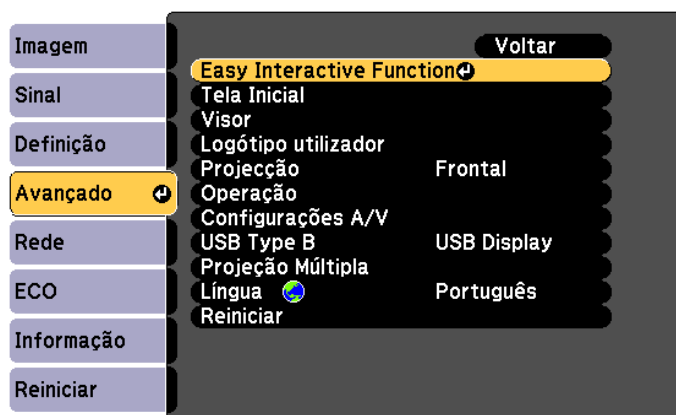 Imagem
Sinal
Definição
Avançado
Rede
ECO
Informação
Reiniciar
Voltar
Easy Interactive Function
Tela Inicial
Visor
Logótipo utilizador
Projecção Frontal
Operação
Configurações A/V
USB Type B USB Display
Projeção Múltipla
Língua Português
Reiniciar